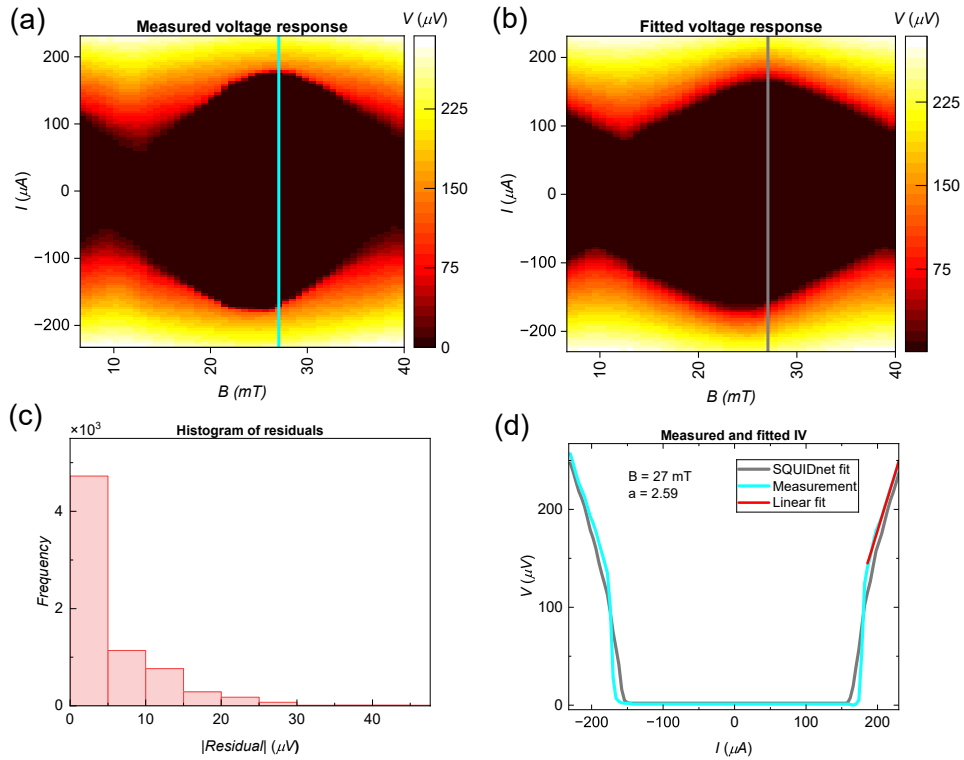 (a)
Measured voltage response
V (μV)
200
100
0
−100
−200
I (μA)
10
20
30
40
B (mT)
225
150
75
0
(b)
Fitted voltage response
V (μV)
200
100
0
−100
−200
I (μA)
10
20
30
40
B (mT)
225
150
75
(c)
×10³
Histogram of residuals
4
2
0
Frequency
0
10
20
30
40
|Residual| (μV)
(d)
Measured and fitted IV
B = 27 mT
a = 2.59
SQUIDnet fit
Measurement
Linear fit
200
100
0
V (μV)
−200
−100
0
100
200
I (μA)